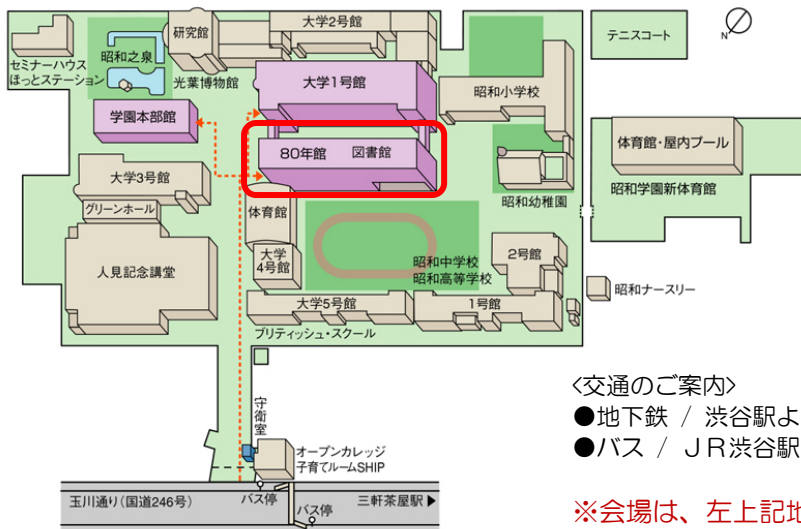 研究館
大学2号館
N
テニスコート
セミナーハウス
ほっとステーション
昭和之泉
光葉博物館
大学1号館
昭和小学校
学園本部館
80年館 図書館
体育館・屋内プール
昭和学園新体育館
大学3号館
グリーンホール
昭和幼稚園
体育館
人見記念講堂
大学
4号館
昭和中学校
昭和高等学校
2号館
昭和ナースリー
大学5号館
1号館
ブリティッシュ・スクール
守衛室
オープンカレッジ
子育てルームSHIP
玉川通り(国道246号)
バス停
バス停
三軒茶屋駅▶
<交通のご案内>
●地下鉄 / 渋谷駅よ
●バス / JR渋谷駅
※会場は、左上記地